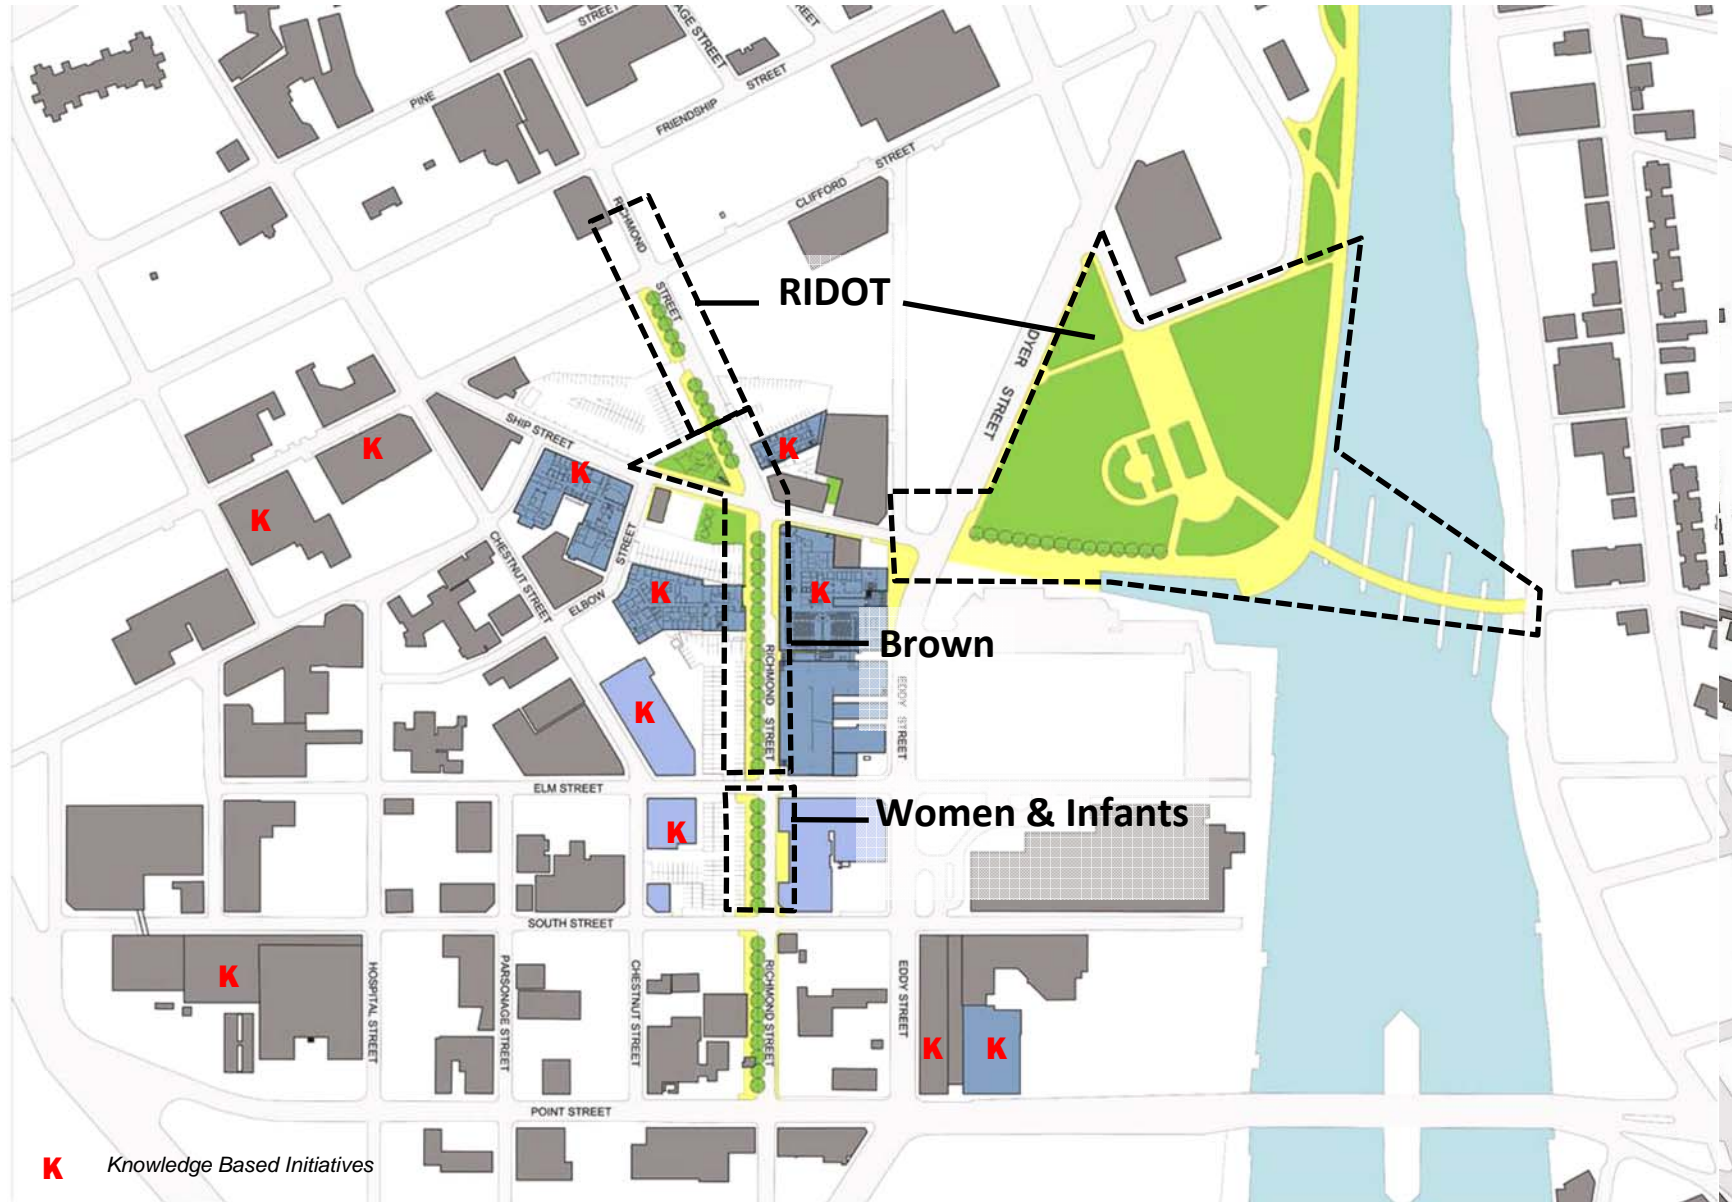 STREET
AGE STREET
STREET
PINE
FRIENDSHIP
STREET
CLIFFORD
RICHMOND
STREET
RIDOT
DYER STREET
SHIP STREET
K
K
K
K
CHESTNUT STREET
ELBOW
STREET
K
K
Brown
RICHMOND STREET
EDDY STREET
K
ELM STREET
Women & Infants
K
SOUTH STREET
HOSPITAL STREET
PARSONAGE STREET
CHESTNUT STREET
RICHMOND STREET
EDDY STREET
K
K
K
POINT STREET
K Knowledge Based Initiatives